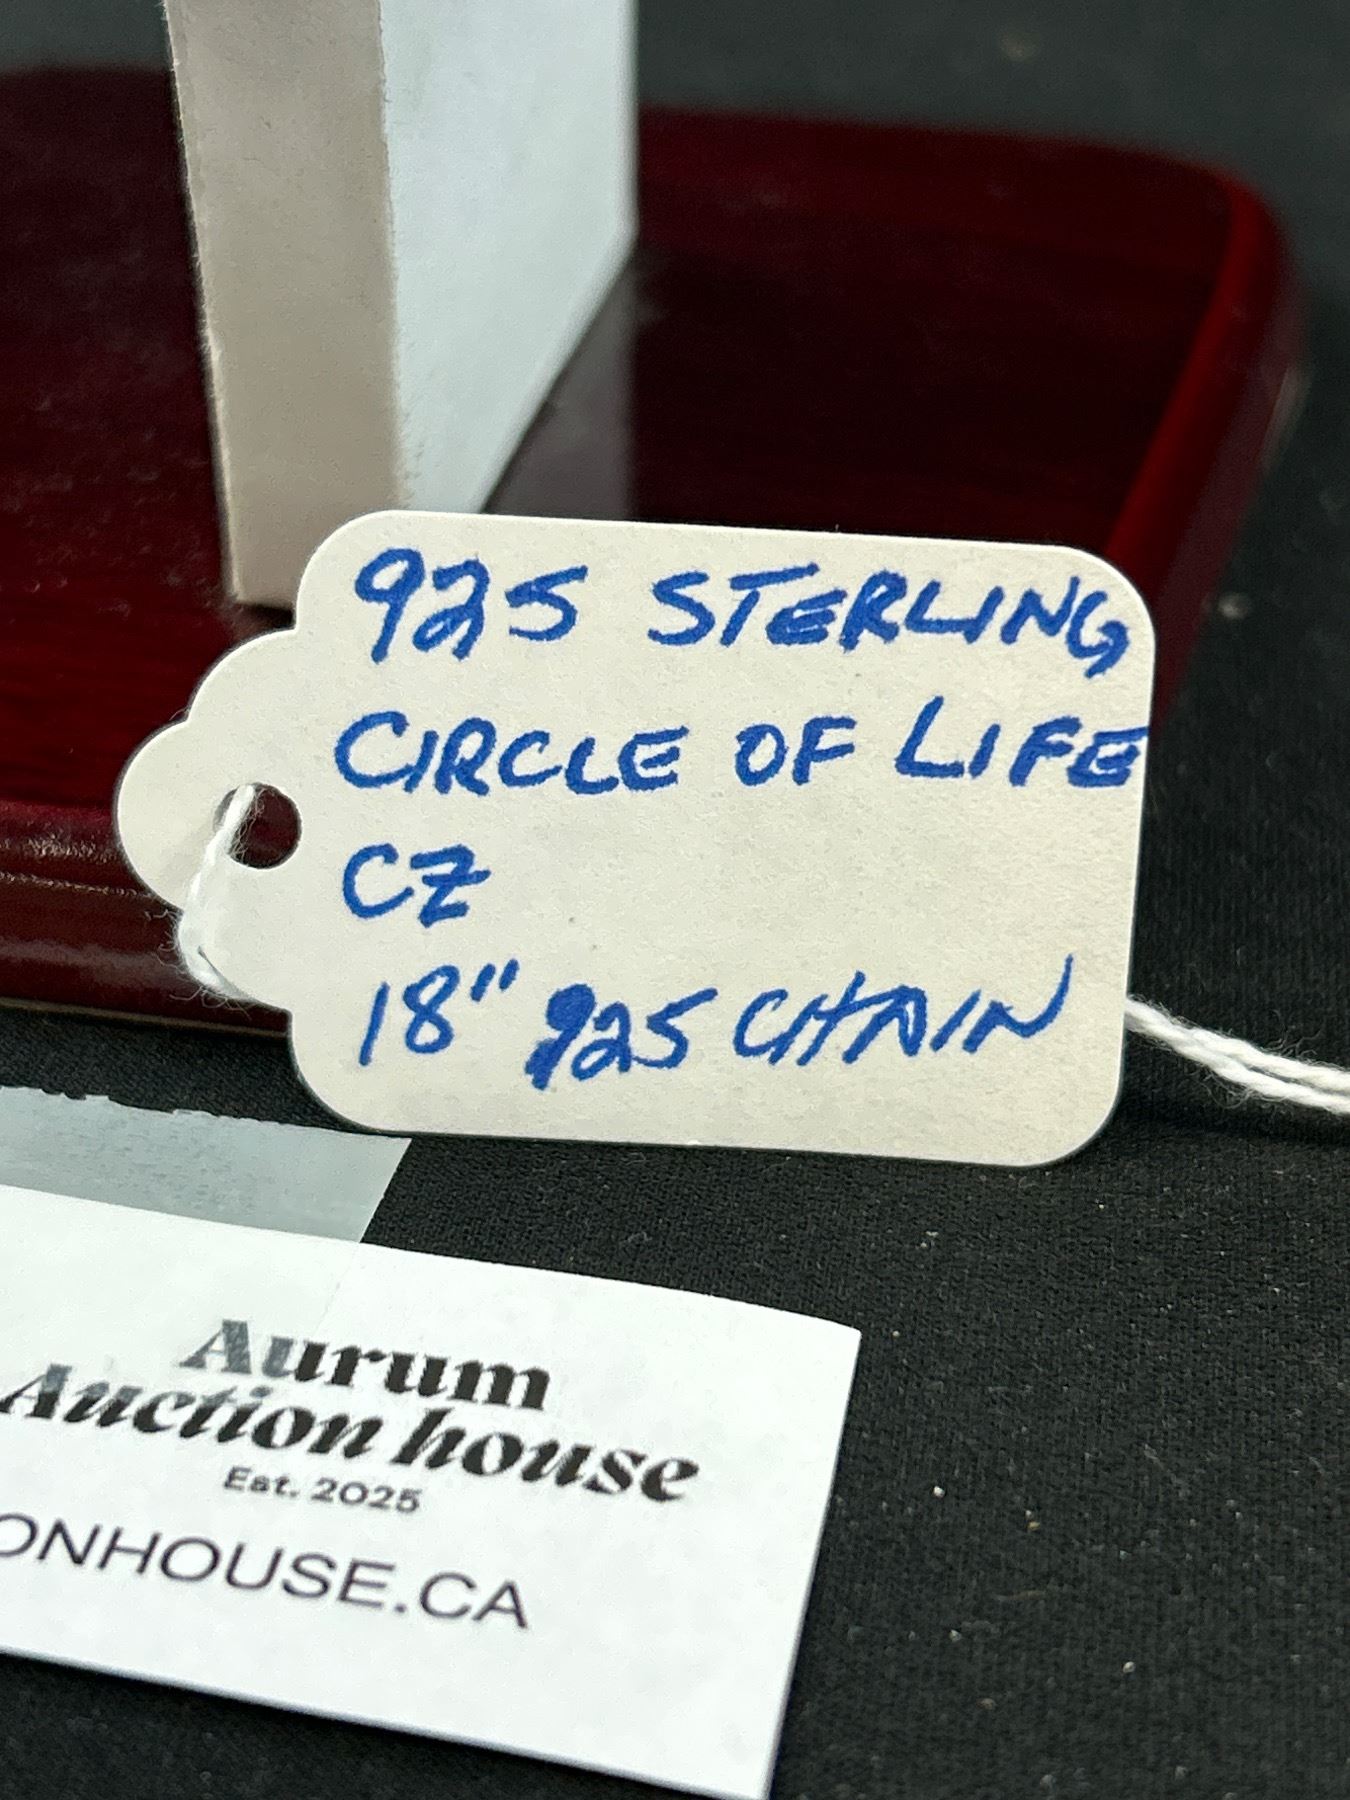 925 STERLING
CIRCLE OF LIFE
CZ
18" 925 CHAIN
Aurum
Auction house
Est. 2025
ONHOUSE.CA